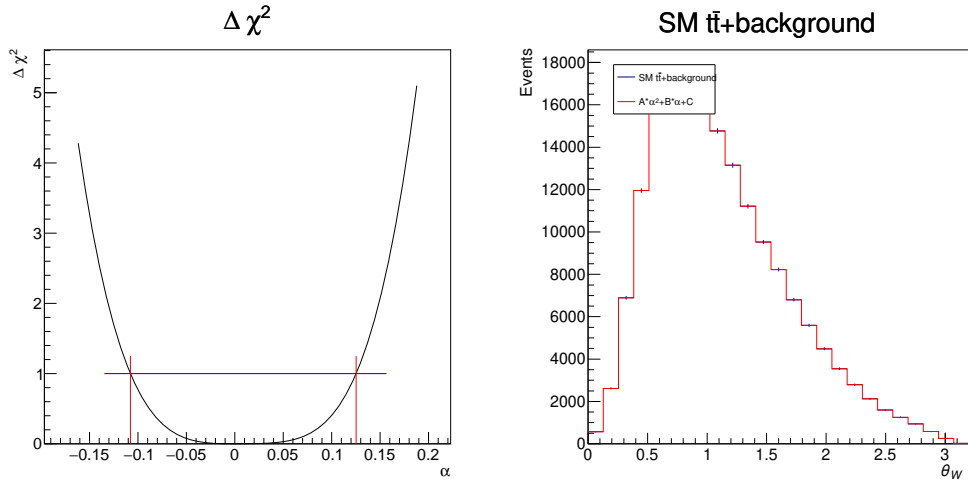 Δ χ²
Δ χ²
5
4
3
2
1
0
−0.15 −0.1 −0.05 0 0.05 0.1 0.15 0.2
α
SM tt̄+background
Events
SM tt̄+background
A*α²+B*α+C
18000
16000
14000
12000
10000
8000
6000
4000
2000
0
0 0.5 1 1.5 2 2.5 3
θ_W